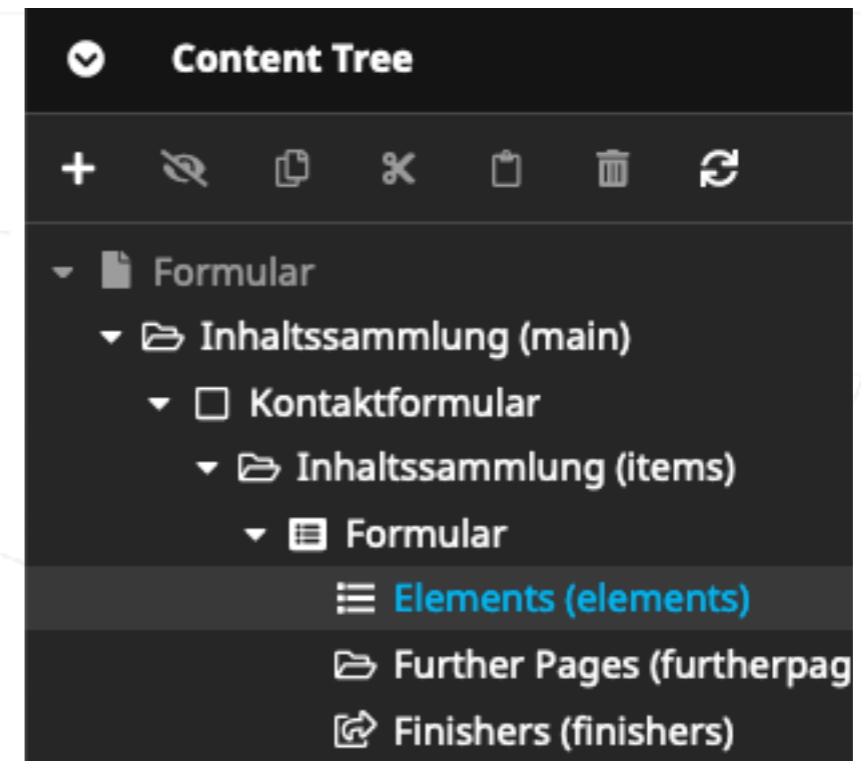 Content Tree
Formular
Inhaltssammlung (main)
Kontaktformular
Inhaltssammlung (items)
Formular
Elements (elements)
Further Pages (furtherpag
Finishers (finishers)